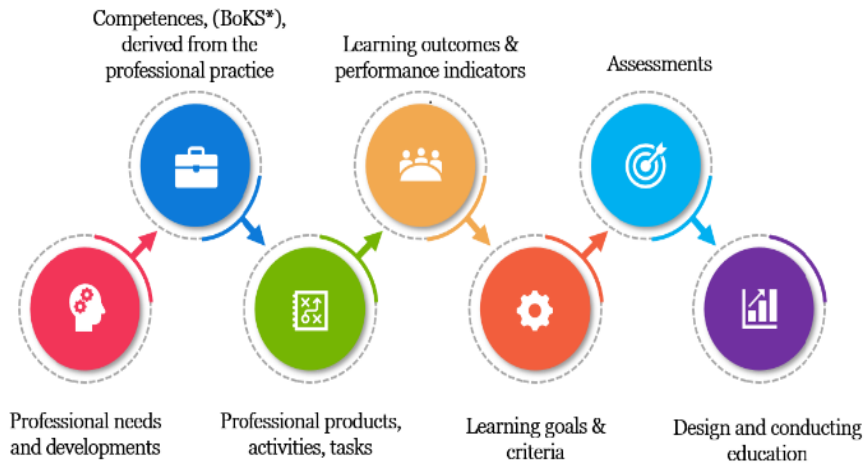 Competences, (BoKS*),
derived from the
professional practice
Learning outcomes &
performance indicators
Assessments
Professional needs
and developments
Professional products,
activities, tasks
Learning goals &
criteria
Design and conducting
education